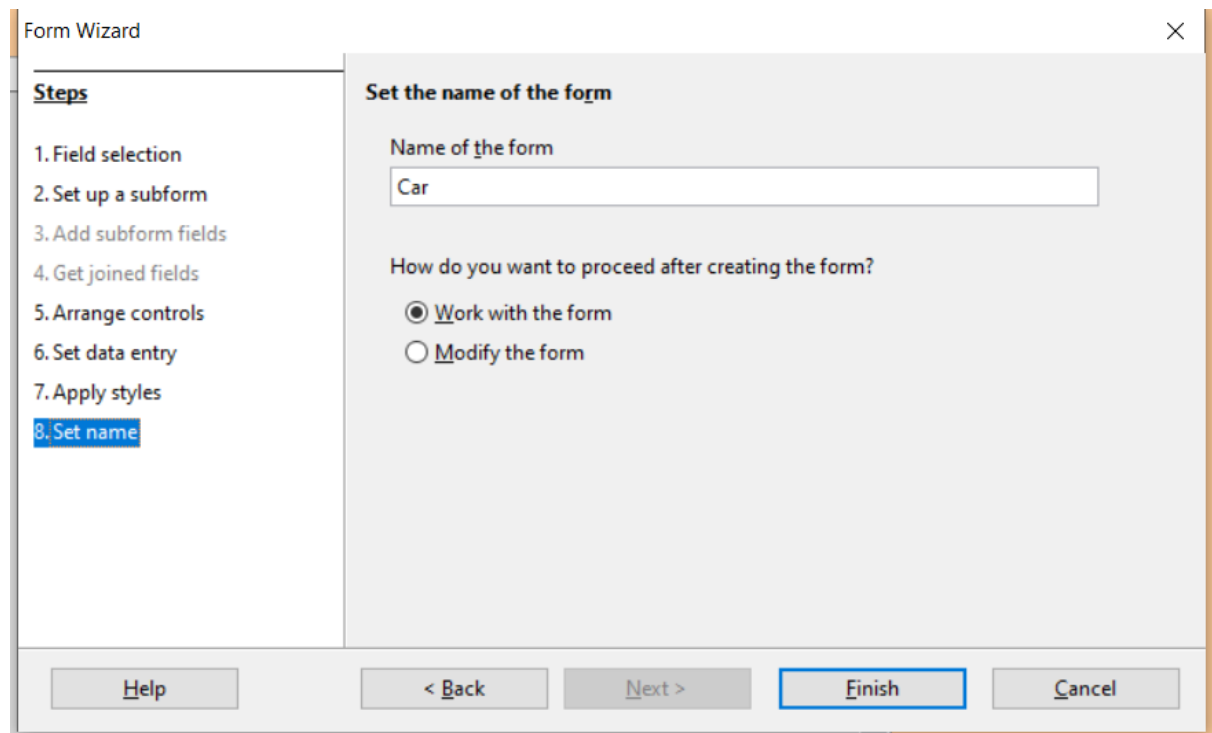 Form Wizard
Steps
1. Field selection
2. Set up a subform
3. Add subform fields
4. Get joined fields
5. Arrange controls
6. Set data entry
7. Apply styles
8. Set name
Set the name of the form
Name of the form
Car
How do you want to proceed after creating the form?
Work with the form
Modify the form
Help
< Back
Next >
Finish
Cancel